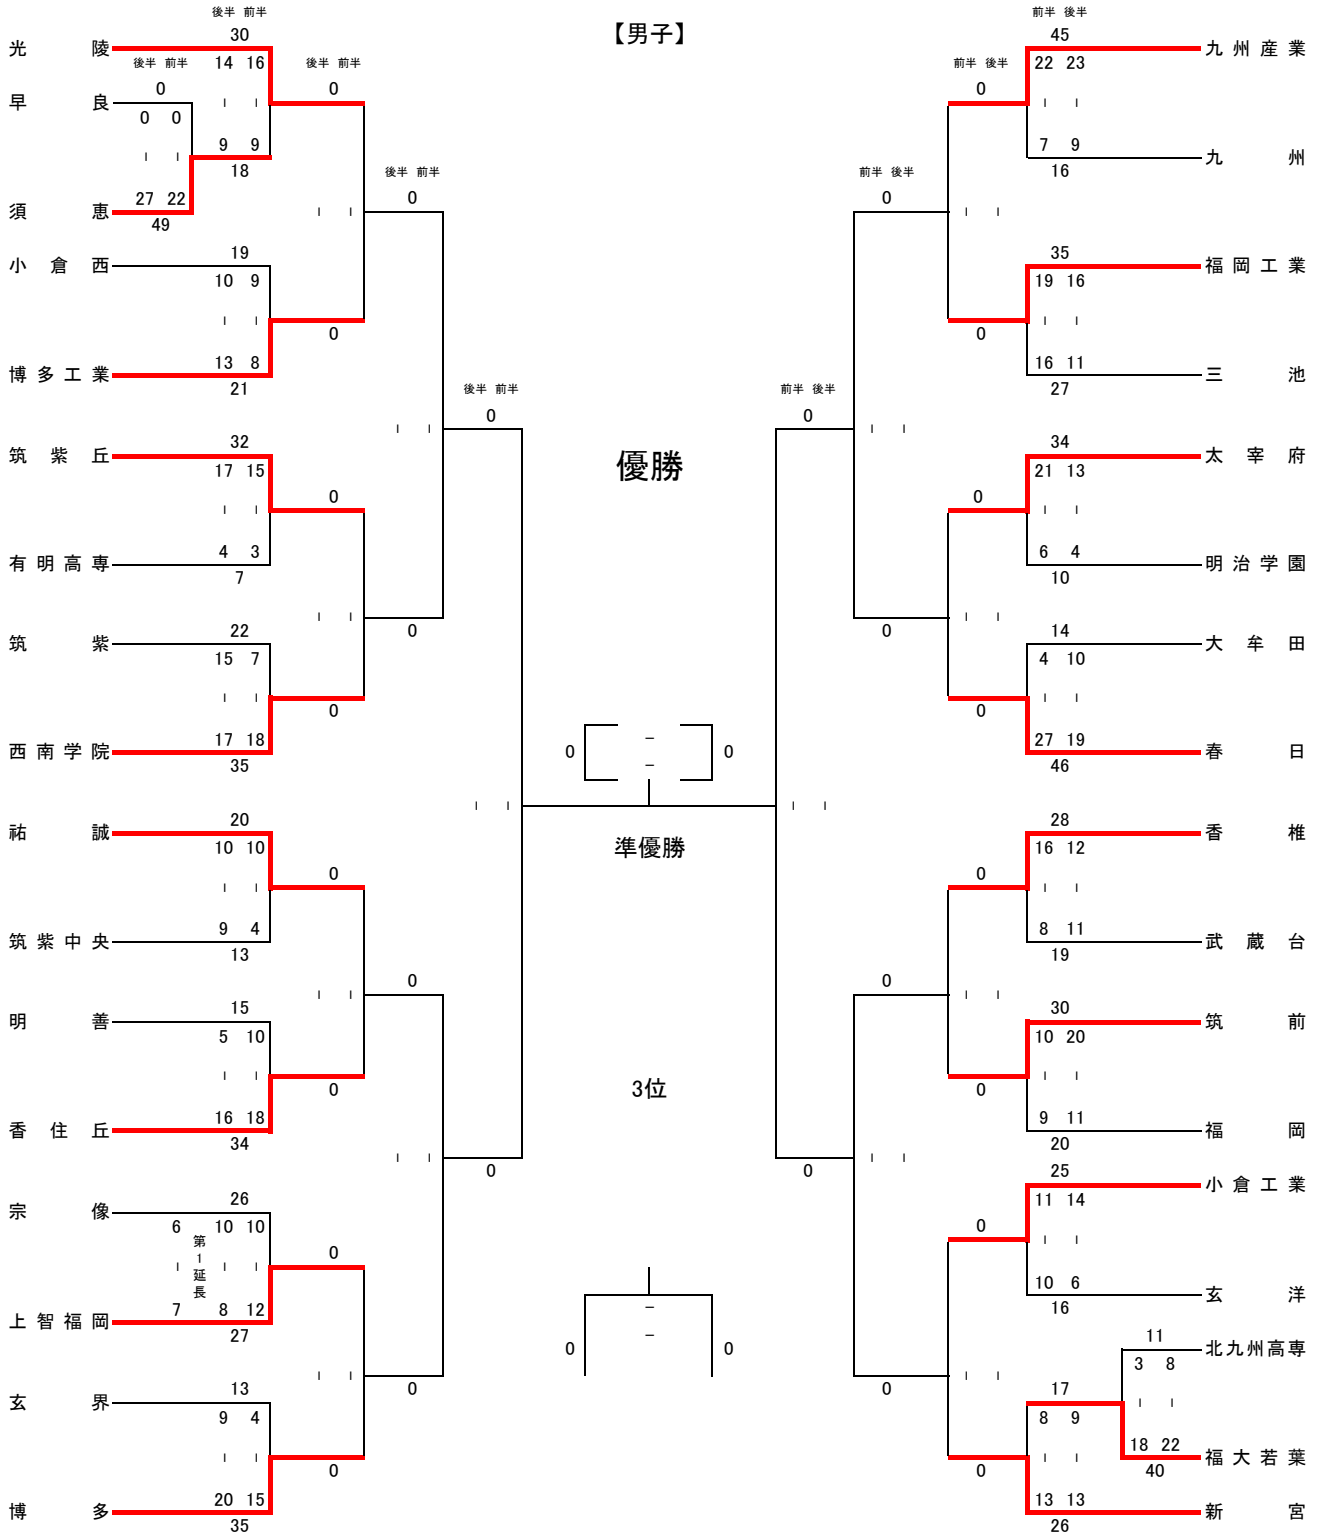 【男子】
後半 前半
30
光陵
14 16
後半 前半
0
早良
0 0
9 9
18
27 22
須恵
49
後半 前半
0
19
小倉西
10 9
0
13 8
博多工業
21
後半 前半
0
32
筑紫丘
17 15
0
4 3
有明高専
7
22
筑紫
15 7
0
0
17 18
西南学院
35
後半 前半
0
20
祐誠
10 10
0
9 4
筑紫中央
13
0
15
明善
5 10
0
16 18
香住丘
34
0
26
宗像
6 10 10
第1延長
0
7 8 12
上智福岡
27
0
13
玄界
9 4
0
20 15
博多
35
優勝
0 - 0
-
準優勝
3位
-
0 - 0
前半 後半
45
九州産業
22 23
前半 後半
0
7 9
九州
16
前半 後半
0
35
福岡工業
19 16
0
16 11
三池
27
前半 後半
0
34
太宰府
21 13
0
6 4
明治学園
10
0
14
大牟田
4 10
0
27 19
春日
46
28
香椎
16 12
0
8 11
武蔵台
19
0
30
筑前
10 20
0
9 11
福岡
20
0
25
小倉工業
11 14
0
10 6
玄洋
16
11
北九州高専
3 8
0
17
8 9
18 22
福大若葉
40
0
13 13
新宮
26